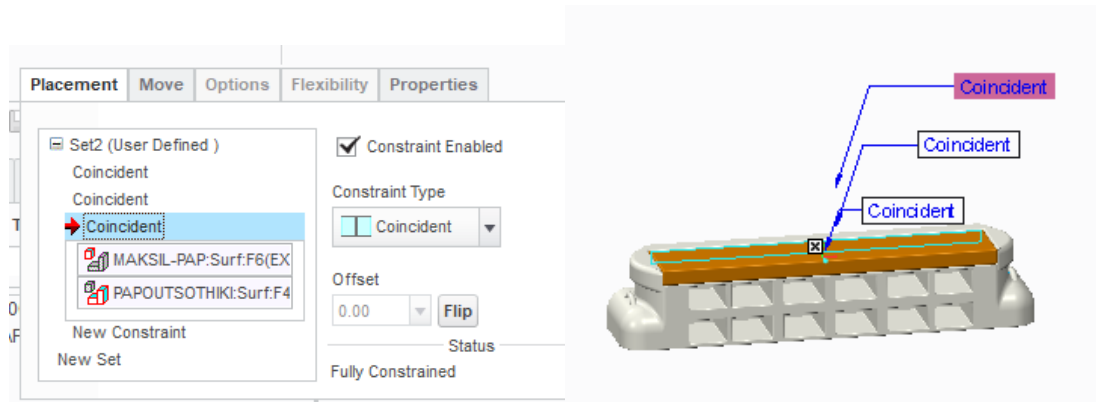 Placement Move Options Flexibility Properties
Set2 (User Defined )
Coincident
Coincident
Coincident
MAKSIL-PAP:Surf:F6(EX
PAPOUTSOTHIKI:Surf:F4
New Constraint
New Set
Constraint Enabled
Constraint Type
Coincident
Offset
0.00 Flip
Status
Fully Constrained
Coincident
Coincident
Coincident